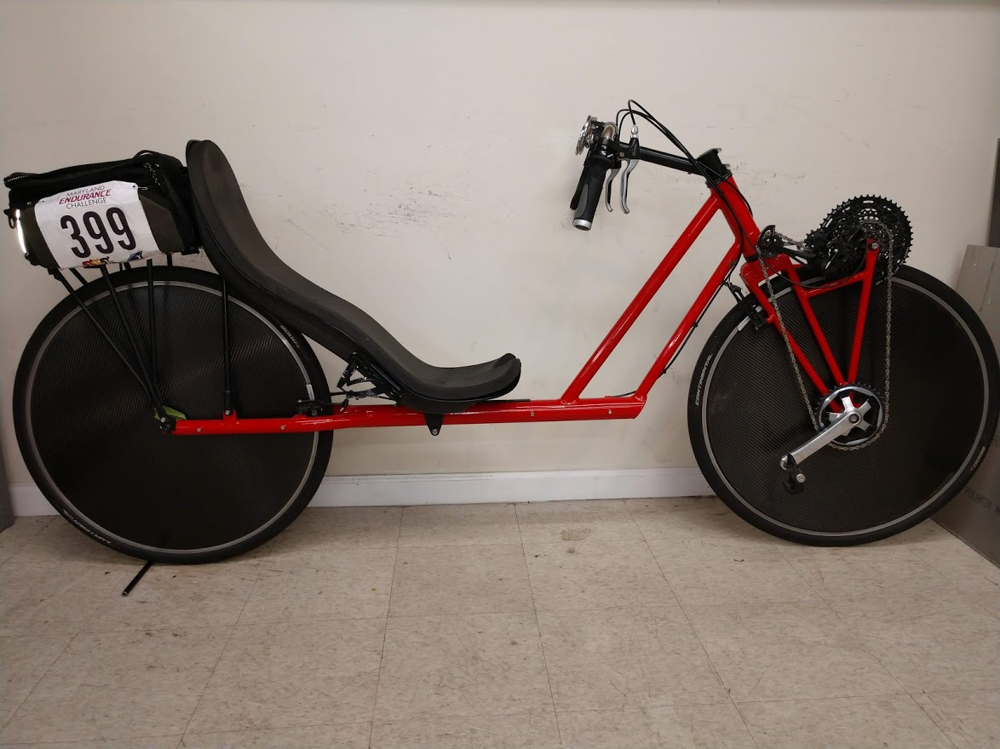 MARYLAND
ENDURANCE
CHALLENGE
399
CONTINENTAL